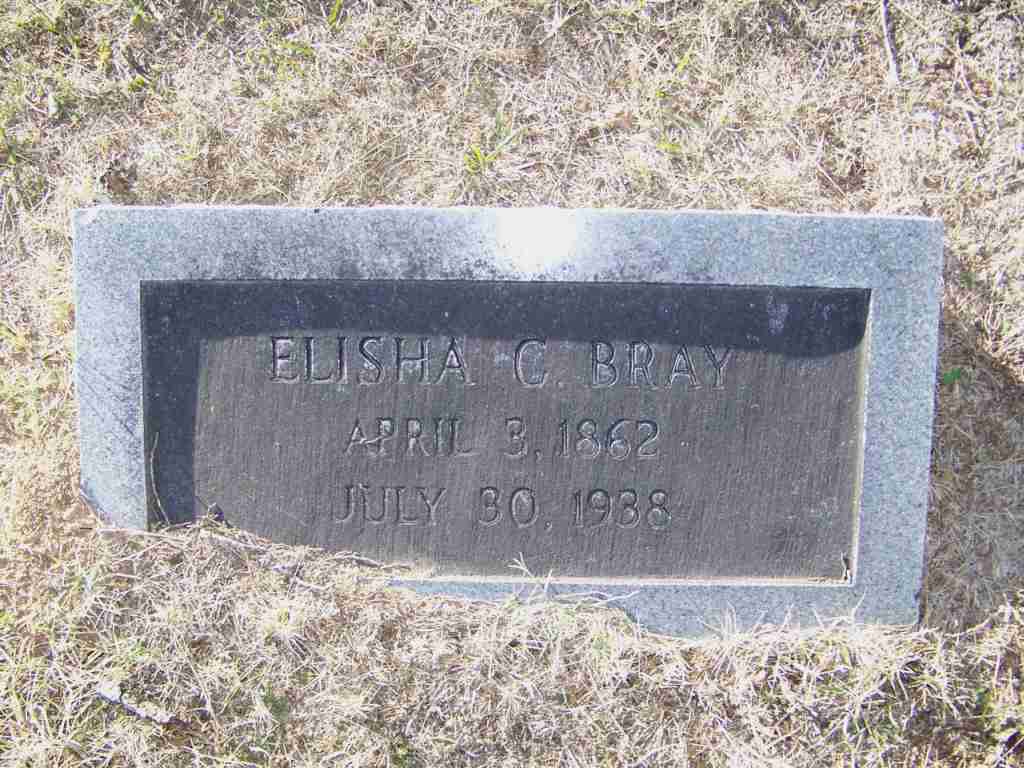 ELISHA C. BRAY
APRIL 3, 1862
JULY 30, 1938